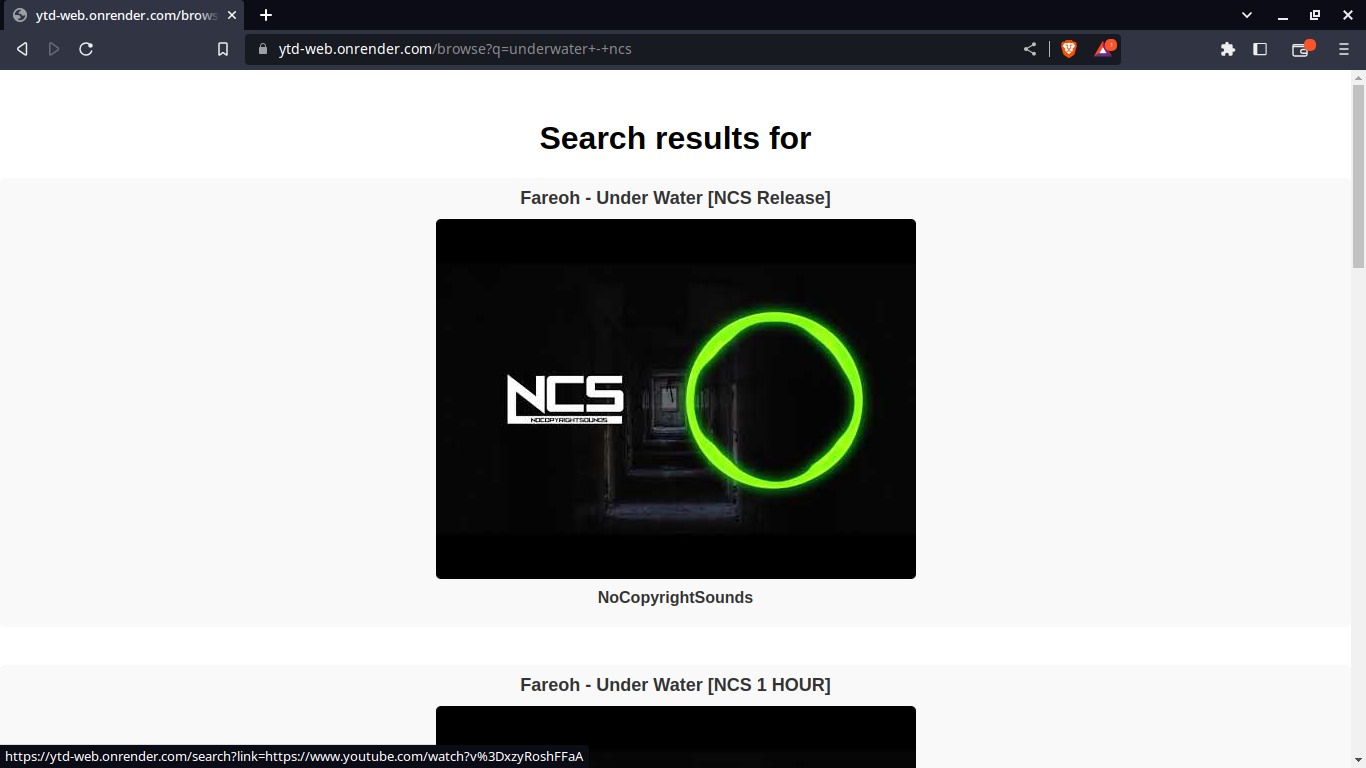 ytd-web.onrender.com/brows
ytd-web.onrender.com/browse?q=underwater+-+ncs
1
Search results for
Fareoh - Under Water [NCS Release]
NCS
NOCOPYRIGHTSOUNDS
NoCopyrightSounds
Fareoh - Under Water [NCS 1 HOUR]
https://ytd-web.onrender.com/search?link=https://www.youtube.com/watch?v%3DxzyRoshFFaA